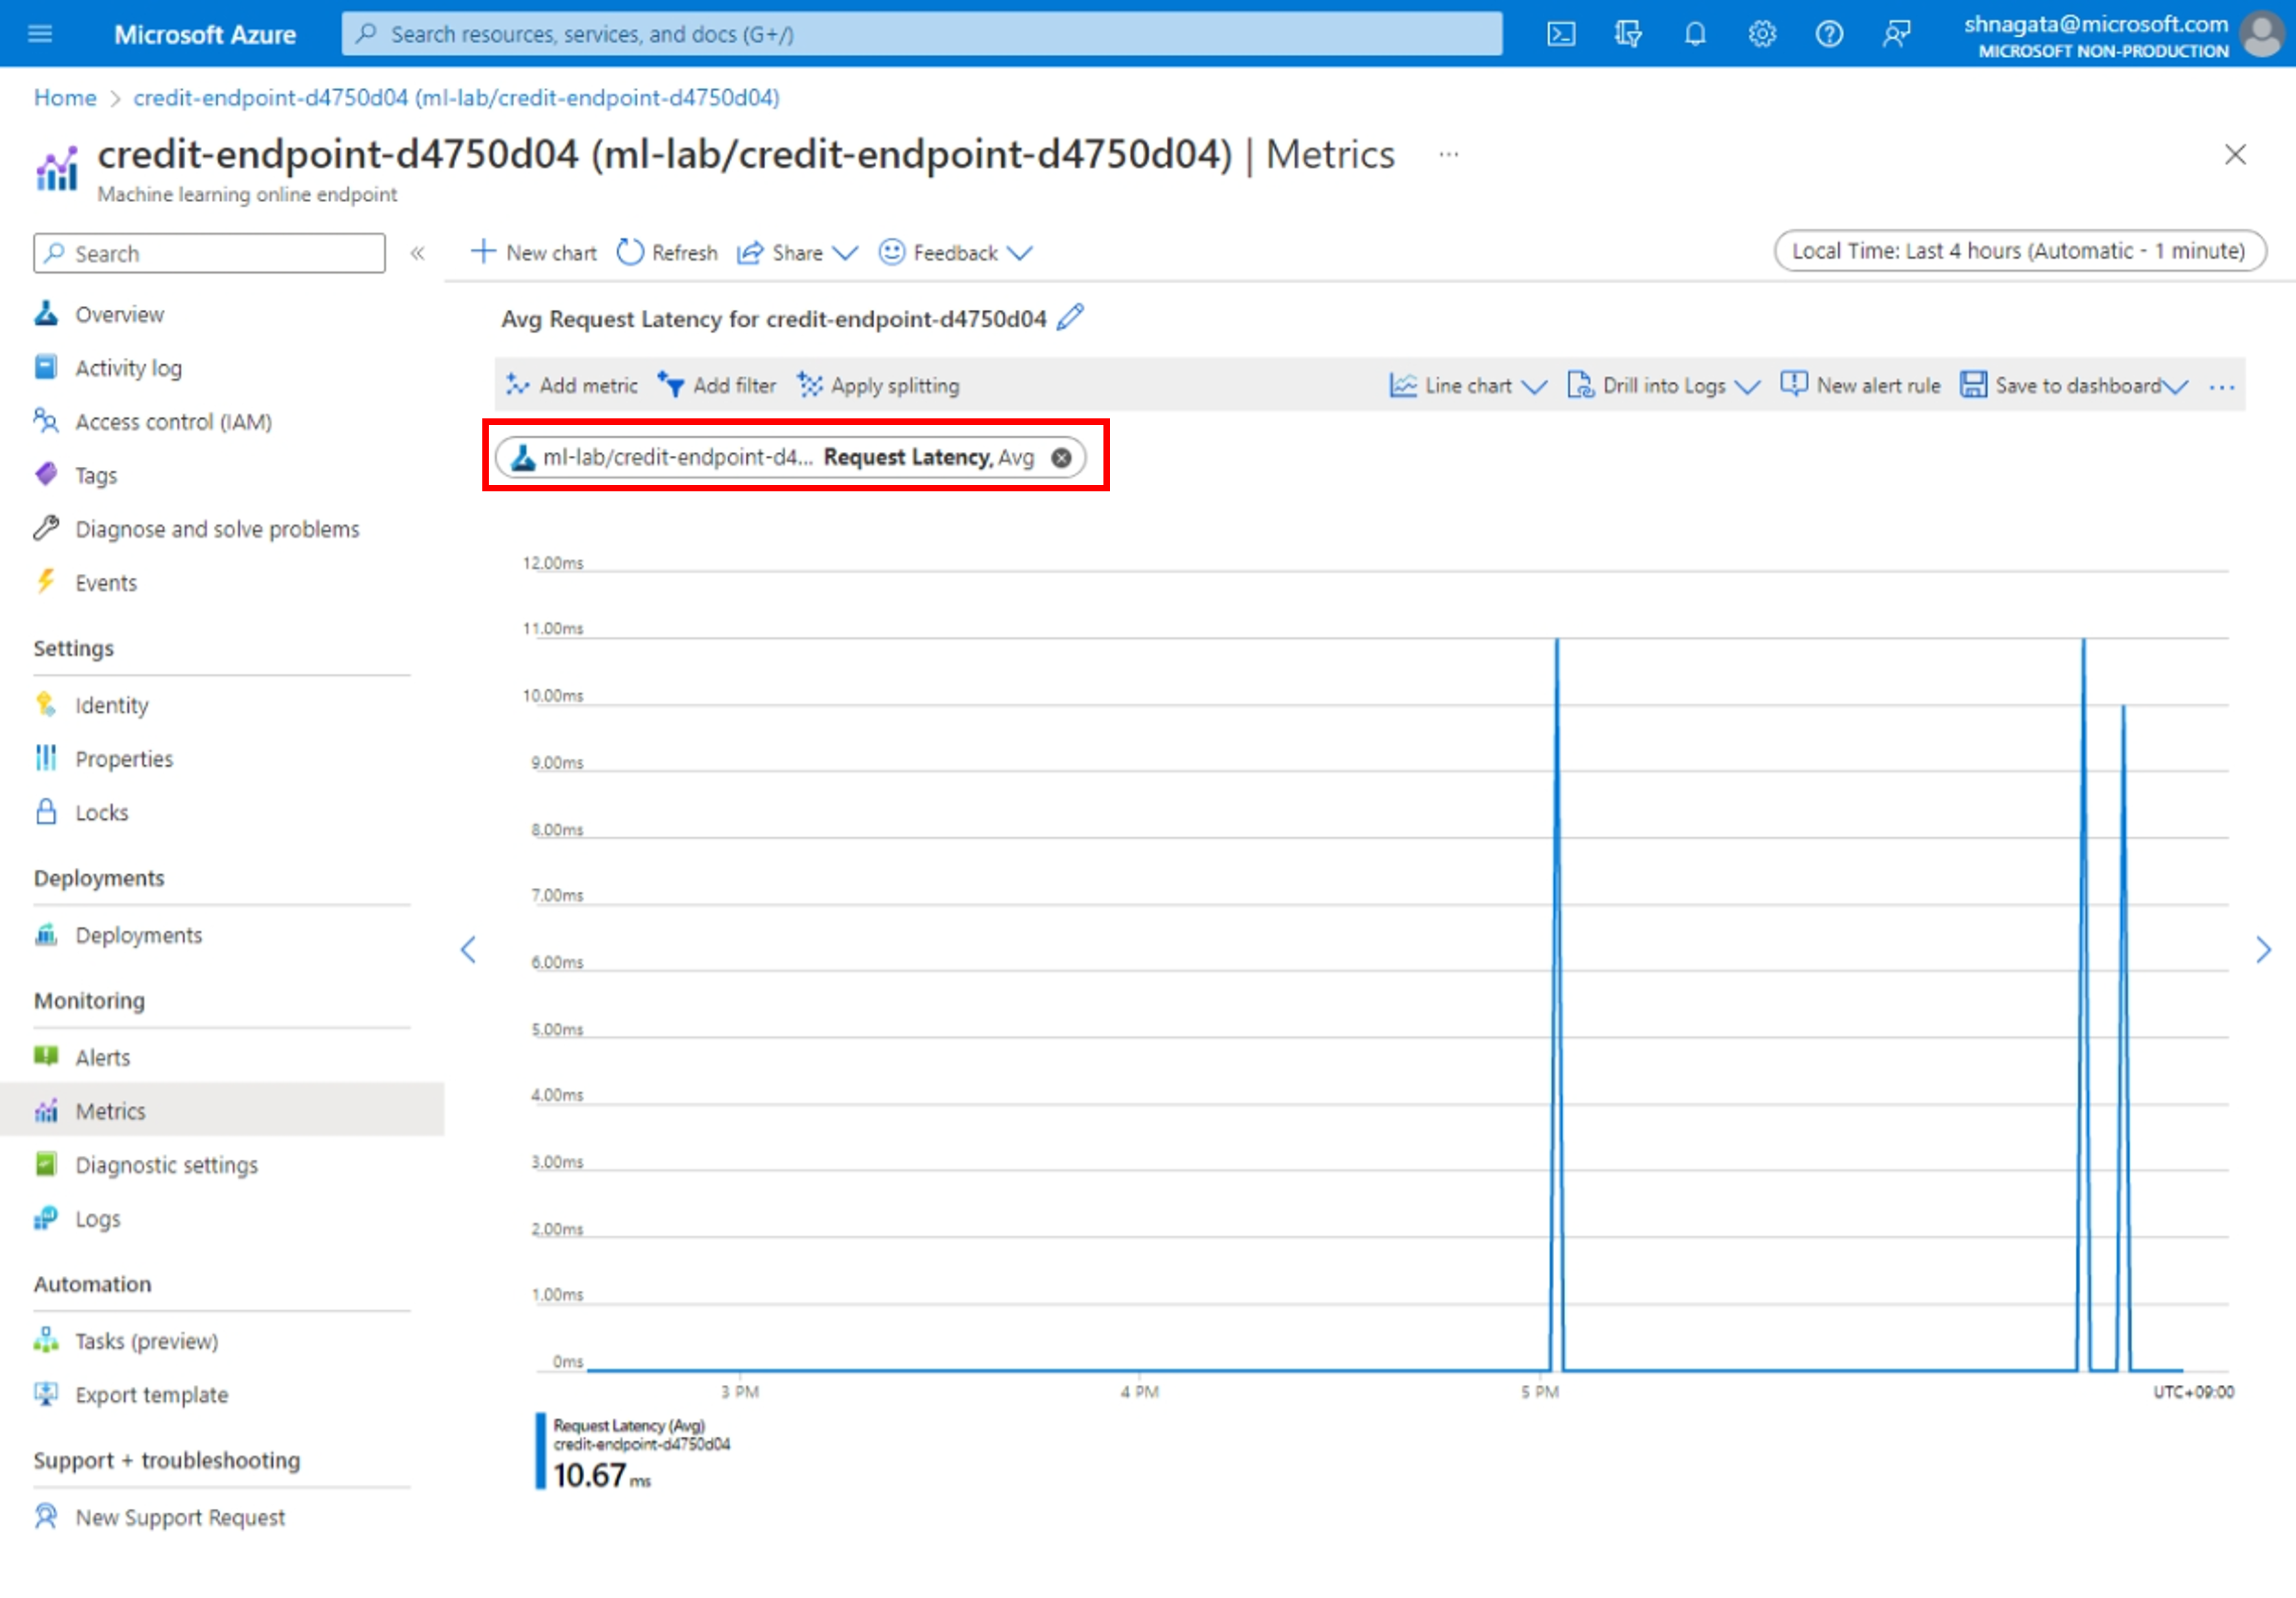 Microsoft Azure
Search resources, services, and docs (G+/)
shnagata@microsoft.com
MICROSOFT NON-PRODUCTION
Home > credit-endpoint-d4750d04 (ml-lab/credit-endpoint-d4750d04)
credit-endpoint-d4750d04 (ml-lab/credit-endpoint-d4750d04) | Metrics ...
Machine learning online endpoint
Search
«
Overview
Activity log
Access control (IAM)
Tags
Diagnose and solve problems
Events
Settings
Identity
Properties
Locks
Deployments
Deployments
Monitoring
Alerts
Metrics
Diagnostic settings
Logs
Automation
Tasks (preview)
Export template
Support + troubleshooting
New Support Request
New chart Refresh Share Feedback
Local Time: Last 4 hours (Automatic - 1 minute)
Avg Request Latency for credit-endpoint-d4750d04
Add metric Add filter Apply splitting Line chart Drill into Logs New alert rule Save to dashboard ...
ml-lab/credit-endpoint-d4... Request Latency, Avg
12.00ms
11.00ms
10.00ms
9.00ms
8.00ms
7.00ms
6.00ms
5.00ms
4.00ms
3.00ms
2.00ms
1.00ms
0ms
3 PM 4 PM 5 PM UTC+09:00
Request Latency (Avg)
credit-endpoint-d4750d04
10.67 ms